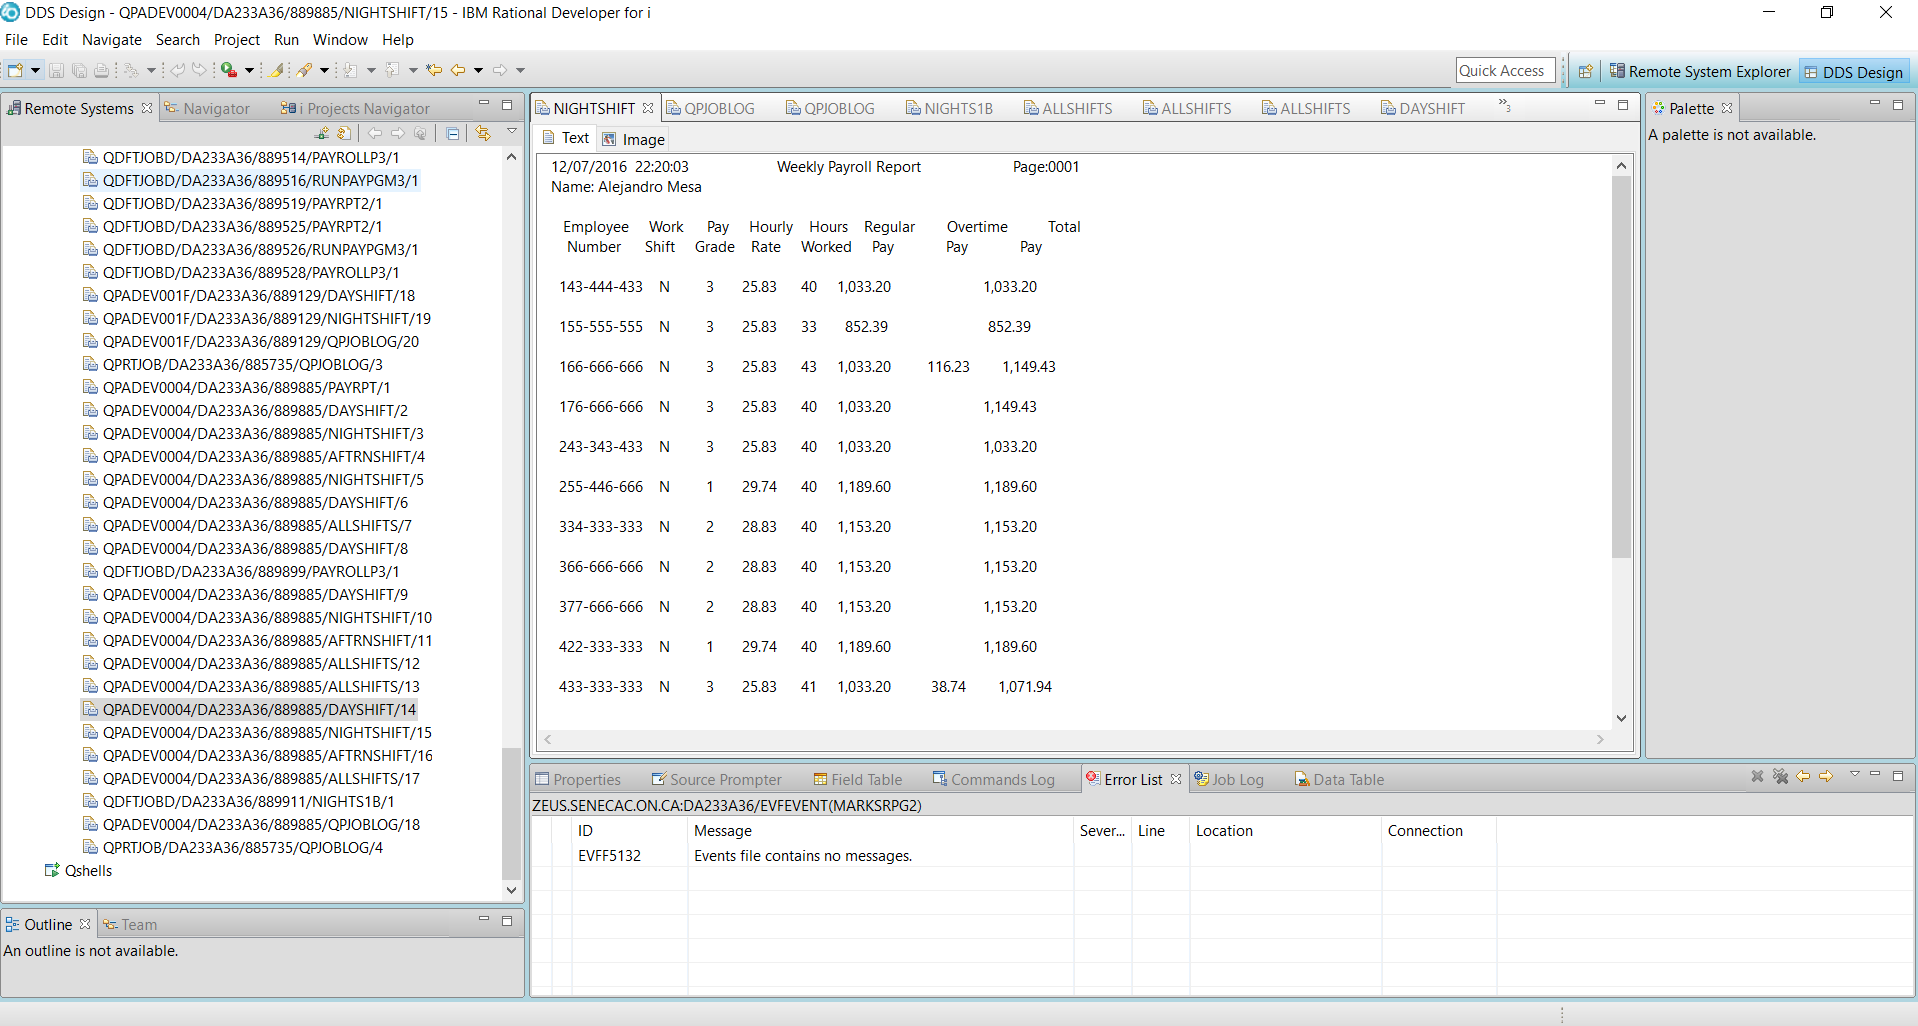 DDS Design - QPADEV0004/DA233A36/889885/NIGHTSHIFT/15 - IBM Rational Developer for i
File Edit Navigate Search Project Run Window Help
Quick Access Remote System Explorer DDS Design
Remote Systems Navigator i Projects Navigator
QDFTJOBD/DA233A36/889514/PAYROLLP3/1
QDFTJOBD/DA233A36/889516/RUNPAYPGM3/1
QDFTJOBD/DA233A36/889519/PAYRPT2/1
QDFTJOBD/DA233A36/889525/PAYRPT2/1
QDFTJOBD/DA233A36/889526/RUNPAYPGM3/1
QDFTJOBD/DA233A36/889528/PAYROLLP3/1
QPADEV001F/DA233A36/889129/DAYSHIFT/18
QPADEV001F/DA233A36/889129/NIGHTSHIFT/19
QPADEV001F/DA233A36/889129/QPJOBLOG/20
QPRTJOB/DA233A36/885735/QPJOBLOG/3
QPADEV0004/DA233A36/889885/PAYRPT/1
QPADEV0004/DA233A36/889885/DAYSHIFT/2
QPADEV0004/DA233A36/889885/NIGHTSHIFT/3
QPADEV0004/DA233A36/889885/AFTRNSHIFT/4
QPADEV0004/DA233A36/889885/NIGHTSHIFT/5
QPADEV0004/DA233A36/889885/DAYSHIFT/6
QPADEV0004/DA233A36/889885/ALLSHIFTS/7
QPADEV0004/DA233A36/889885/DAYSHIFT/8
QDFTJOBD/DA233A36/889899/PAYROLLP3/1
QPADEV0004/DA233A36/889885/DAYSHIFT/9
QPADEV0004/DA233A36/889885/NIGHTSHIFT/10
QPADEV0004/DA233A36/889885/AFTRNSHIFT/11
QPADEV0004/DA233A36/889885/ALLSHIFTS/12
QPADEV0004/DA233A36/889885/ALLSHIFTS/13
QPADEV0004/DA233A36/889885/DAYSHIFT/14
QPADEV0004/DA233A36/889885/NIGHTSHIFT/15
QPADEV0004/DA233A36/889885/AFTRNSHIFT/16
QPADEV0004/DA233A36/889885/ALLSHIFTS/17
QDFTJOBD/DA233A36/889911/NIGHTS1B/1
QPADEV0004/DA233A36/889885/QPJOBLOG/18
QPRTJOB/DA233A36/885735/QPJOBLOG/4
Qshells
Outline Team
An outline is not available.
NIGHTSHIFT QPJOBLOG QPJOBLOG NIGHTS1B ALLSHIFTS ALLSHIFTS ALLSHIFTS DAYSHIFT »3
Text Image
12/07/2016 22:20:03 Weekly Payroll Report Page:0001
Name: Alejandro Mesa
Employee Work Pay Hourly Hours Regular Overtime Total
Number Shift Grade Rate Worked Pay Pay Pay
143-444-433 N 3 25.83 40 1,033.20 1,033.20
155-555-555 N 3 25.83 33 852.39 852.39
166-666-666 N 3 25.83 43 1,033.20 116.23 1,149.43
176-666-666 N 3 25.83 40 1,033.20 1,149.43
243-343-433 N 3 25.83 40 1,033.20 1,033.20
255-446-666 N 1 29.74 40 1,189.60 1,189.60
334-333-333 N 2 28.83 40 1,153.20 1,153.20
366-666-666 N 2 28.83 40 1,153.20 1,153.20
377-666-666 N 2 28.83 40 1,153.20 1,153.20
422-333-333 N 1 29.74 40 1,189.60 1,189.60
433-333-333 N 3 25.83 41 1,033.20 38.74 1,071.94
Palette
A palette is not available.
Properties Source Prompter Field Table Commands Log Error List Job Log Data Table
ZEUS.SENECAC.ON.CA:DA233A36/EVFEVENT(MARKSRPG2)
ID Message Sever... Line Location Connection
EVFF5132 Events file contains no messages.